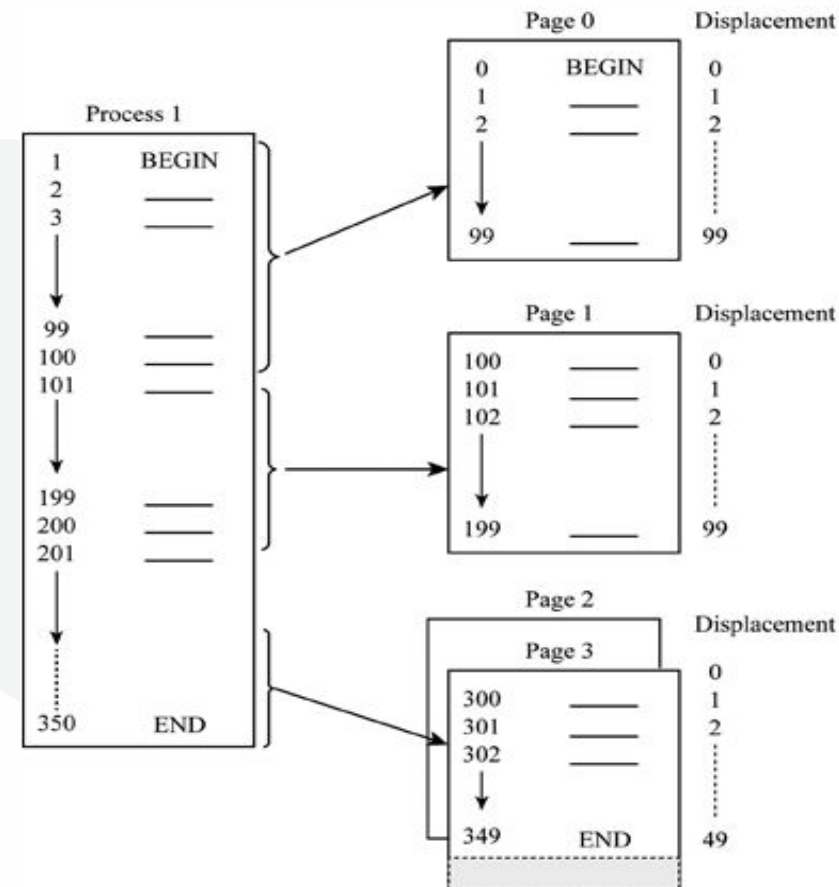 Process 1
1 BEGIN
2
3
99
100
101
199
200
201
350 END
Page 0 Displacement
0 BEGIN 0
1 1
2 2
99 99
Page 1 Displacement
100 0
101 1
102 2
199 99
Page 2
Displacement
Page 3
0
300 1
301 2
302
349 END 49